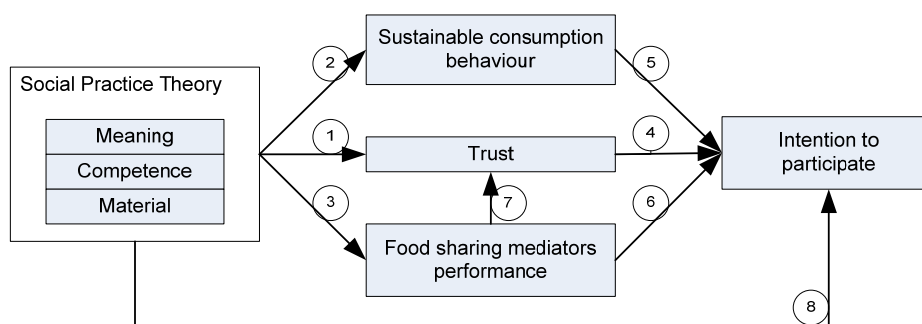 Sustainable consumption
behaviour
2
5
Social Practice Theory
Meaning
Competence
Material
1
Trust
4
Intention to
participate
3
7
6
Food sharing mediators
performance
8